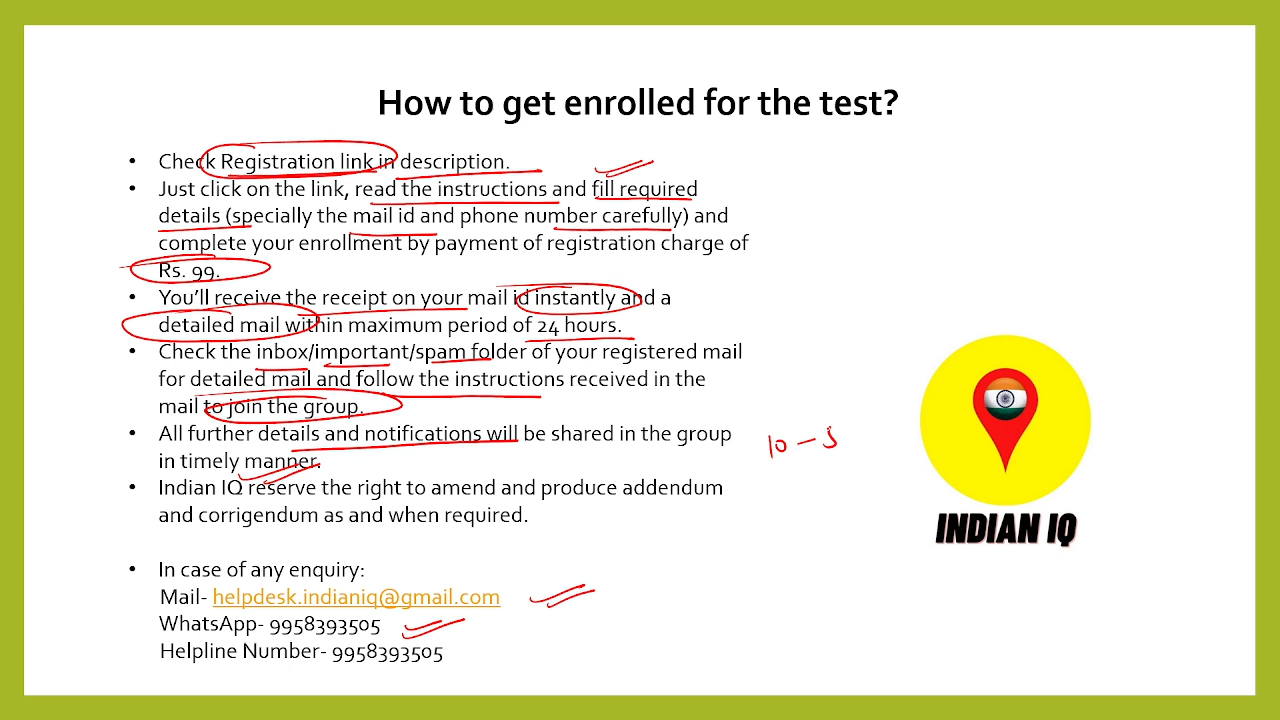 How to get enrolled for the test?
• Check Registration link in description.
• Just click on the link, read the instructions and fill required
details (specially the mail id and phone number carefully) and
complete your enrollment by payment of registration charge of
Rs. 99.
• You'll receive the receipt on your mail id instantly and a
detailed mail within maximum period of 24 hours.
• Check the inbox/important/spam folder of your registered mail
for detailed mail and follow the instructions received in the
mail to join the group.
• All further details and notifications will be shared in the group
in timely manner.
• Indian IQ reserve the right to amend and produce addendum
and corrigendum as and when required.
• In case of any enquiry:
Mail- helpdesk.indianiq@gmail.com
WhatsApp- 9958393505
Helpline Number- 9958393505
10 –
INDIAN IQ